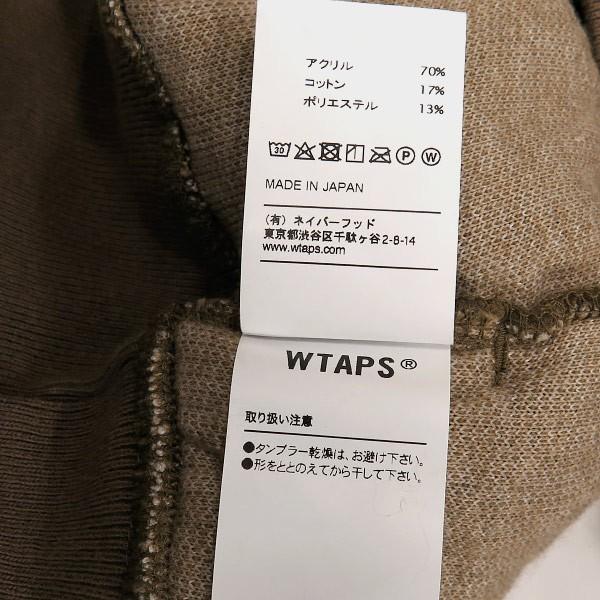 アクリル 70%
コットン 17%
ポリエステル 13%
30 P W
MADE IN JAPAN
(有) ネイバーフッド
東京都渋谷区千駄ヶ谷2-8-14
www.wtaps.com
WTAPS®
取り扱い注意
●タンブラー乾燥は、お避け下さい。
●形をととのえてから干して下さい。